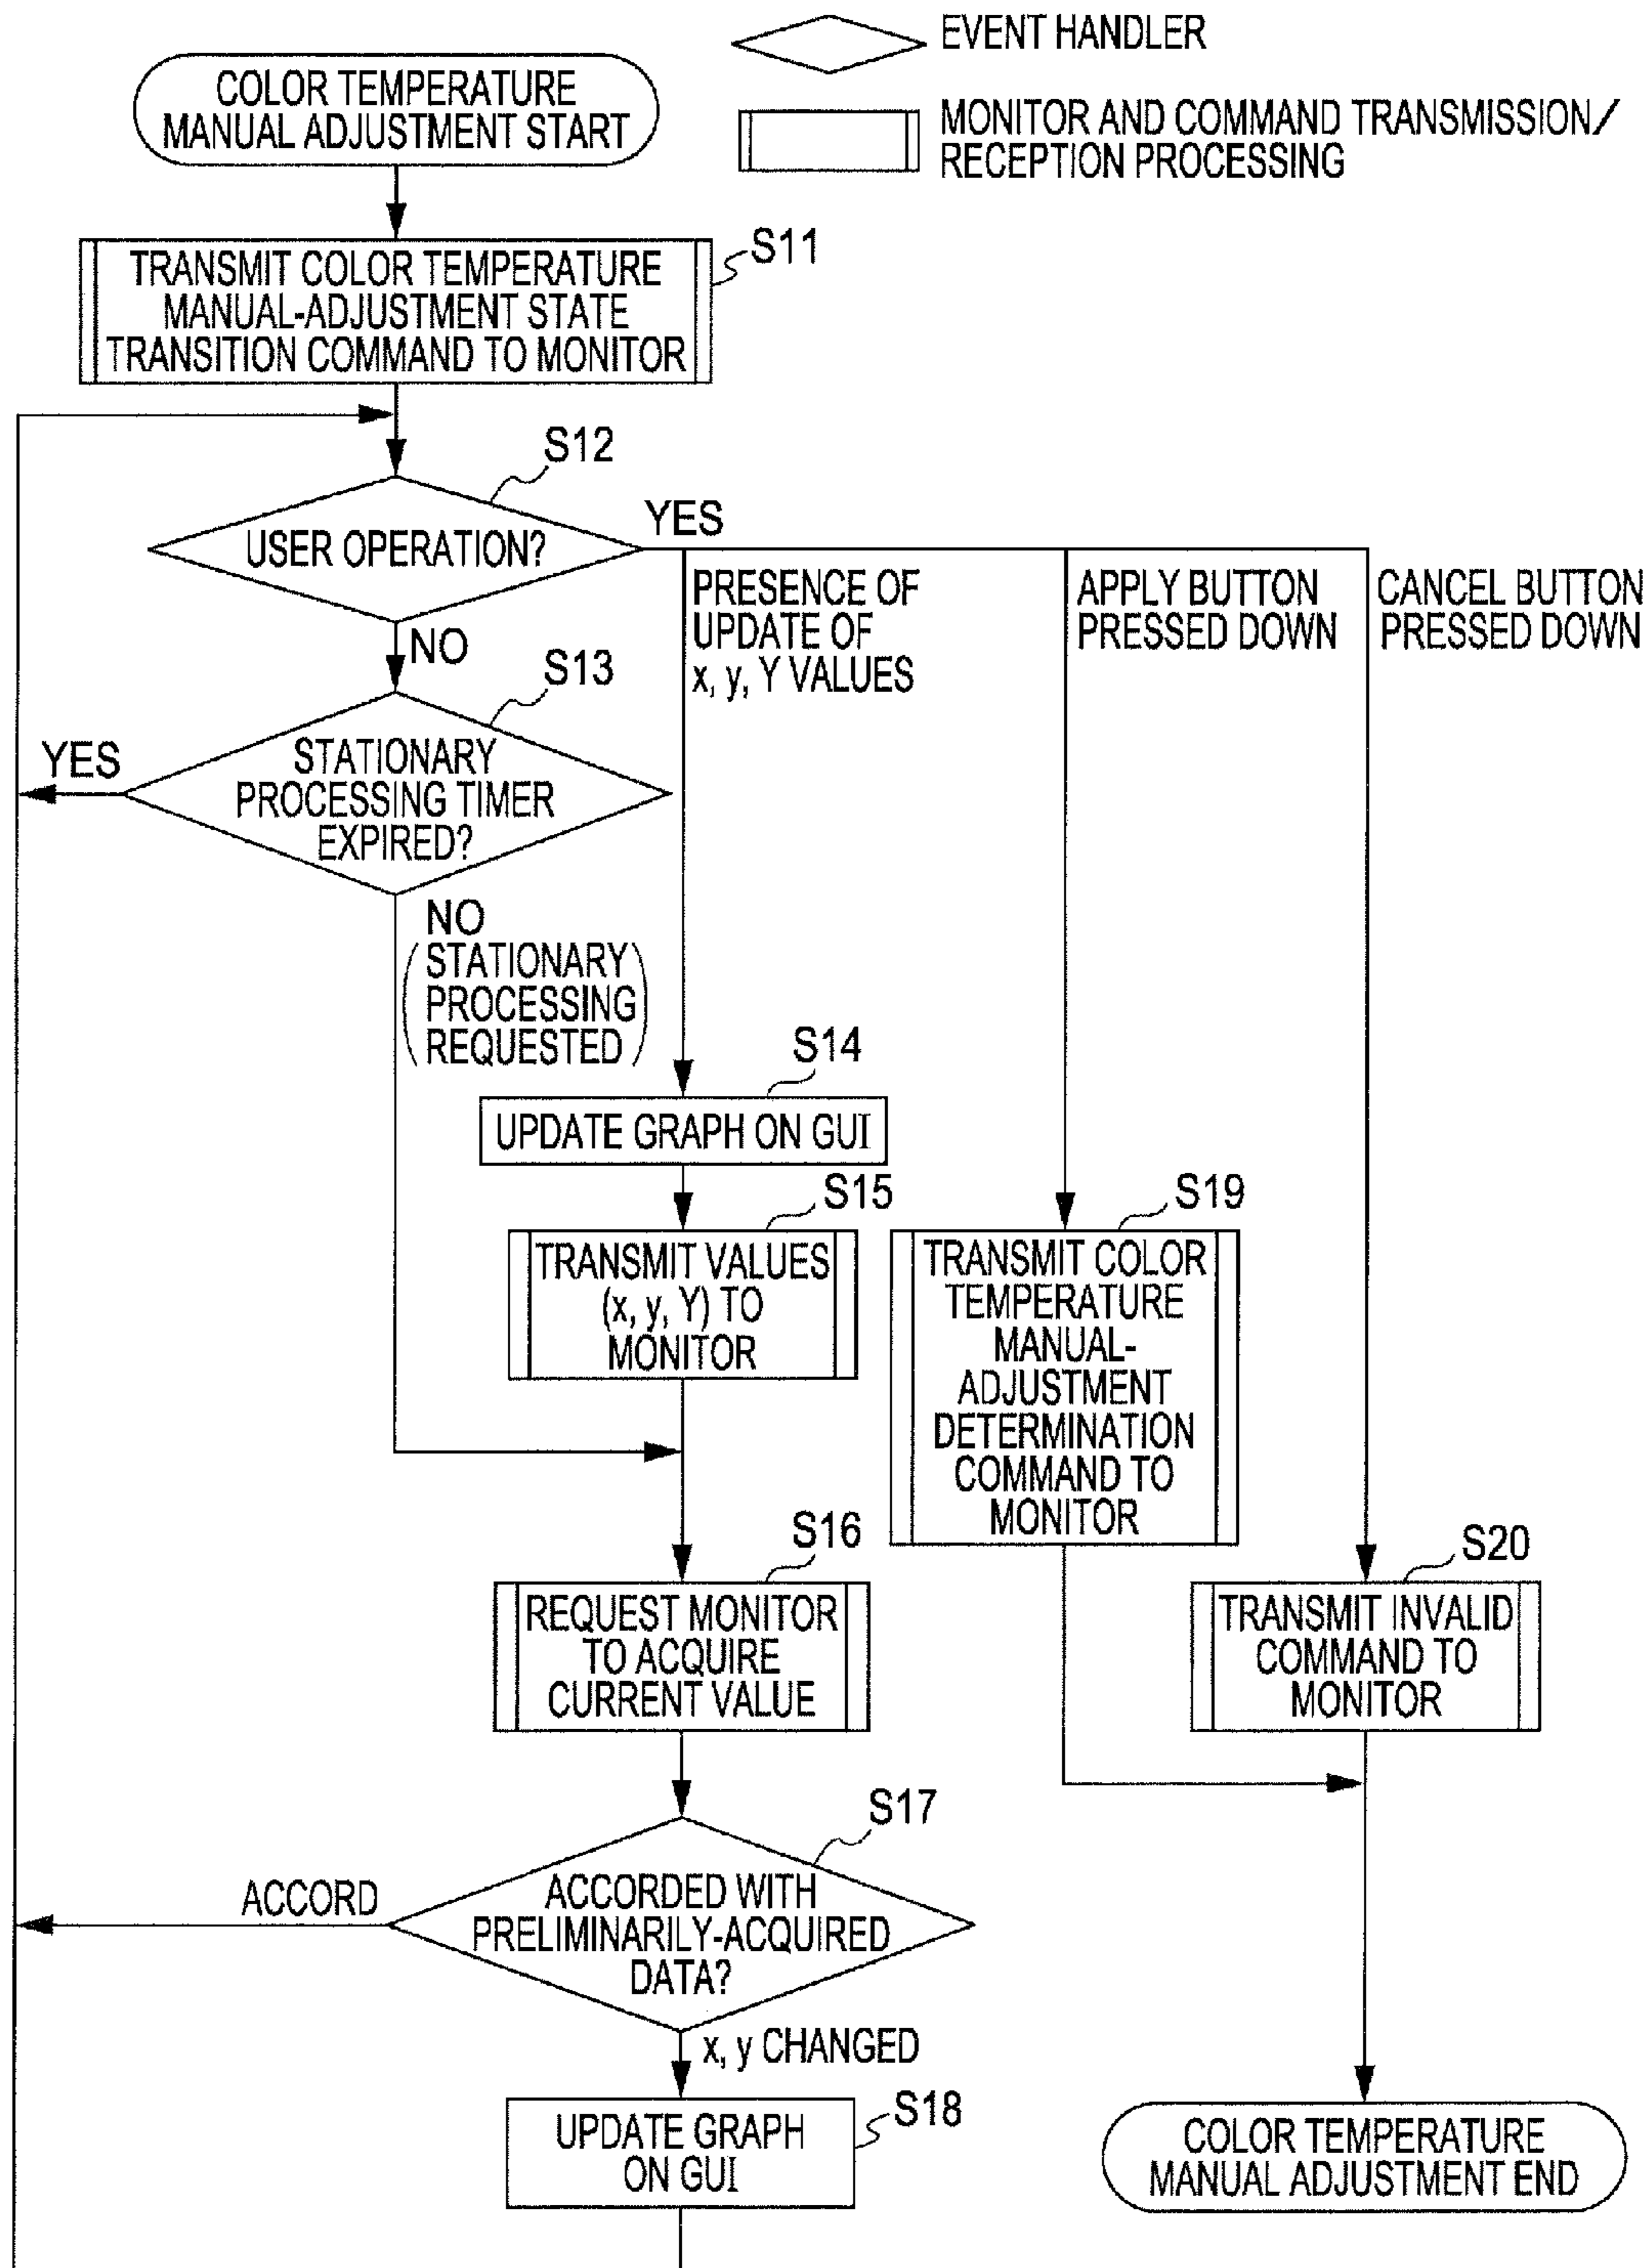 EVENT HANDLER
MONITOR AND COMMAND TRANSMISSION/
RECEPTION PROCESSING
COLOR TEMPERATURE
MANUAL ADJUSTMENT START
S11
TRANSMIT COLOR TEMPERATURE
MANUAL-ADJUSTMENT STATE
TRANSITION COMMAND TO MONITOR
S12
USER OPERATION?
YES
NO
PRESENCE OF
UPDATE OF
x, y, Y VALUES
APPLY BUTTON
PRESSED DOWN
CANCEL BUTTON
PRESSED DOWN
S13
STATIONARY
PROCESSING TIMER
EXPIRED?
YES
NO
(STATIONARY
PROCESSING
REQUESTED)
S14
UPDATE GRAPH ON GUI
S15
TRANSMIT VALUES
(x, y, Y) TO
MONITOR
S19
TRANSMIT COLOR
TEMPERATURE
MANUAL-
ADJUSTMENT
DETERMINATION
COMMAND TO
MONITOR
S16
REQUEST MONITOR
TO ACQUIRE
CURRENT VALUE
S20
TRANSMIT INVALID
COMMAND TO
MONITOR
S17
ACCORDED WITH
PRELIMINARILY-ACQUIRED
DATA?
ACCORD
x, y CHANGED
S18
UPDATE GRAPH
ON GUI
COLOR TEMPERATURE
MANUAL ADJUSTMENT END